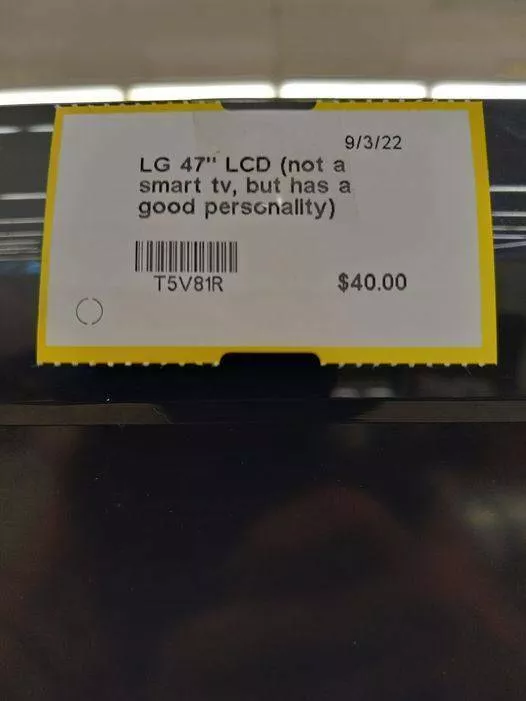 9/3/22
LG 47" LCD (not a
smart tv, but has a
good personality)
T5V81R
$40.00